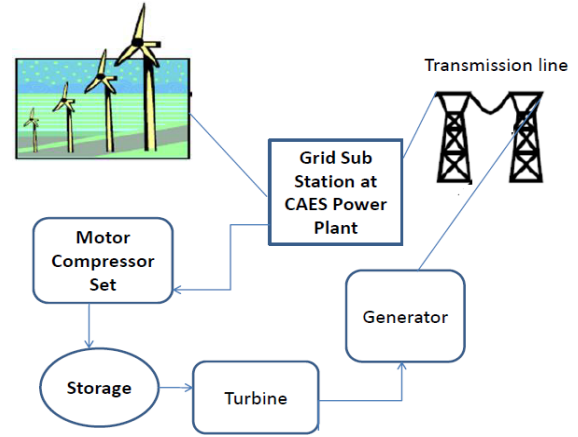 Transmission line
Grid Sub
Station at
CAES Power
Plant
Motor
Compressor
Set
Generator
Storage
Turbine